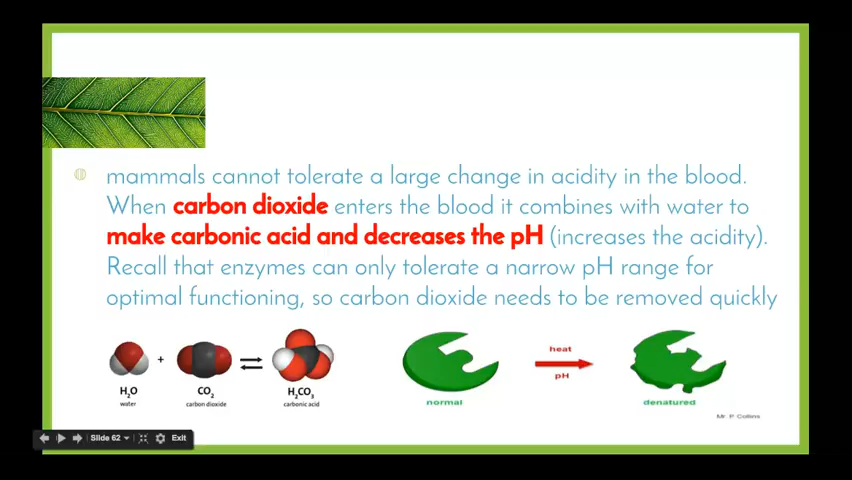 mammals cannot tolerate a large change in acidity in the blood.
When carbon dioxide enters the blood it combines with water to
make carbonic acid and decreases the pH (increases the acidity).
Recall that enzymes can only tolerate a narrow pH range for
optimal functioning, so carbon dioxide needs to be removed quickly
+
H₂O
water
CO₂
carbon dioxide
H₂CO₃
carbonic acid
normal
heat
pH
denatured
Mr. P Collins
Slide 62 Exit